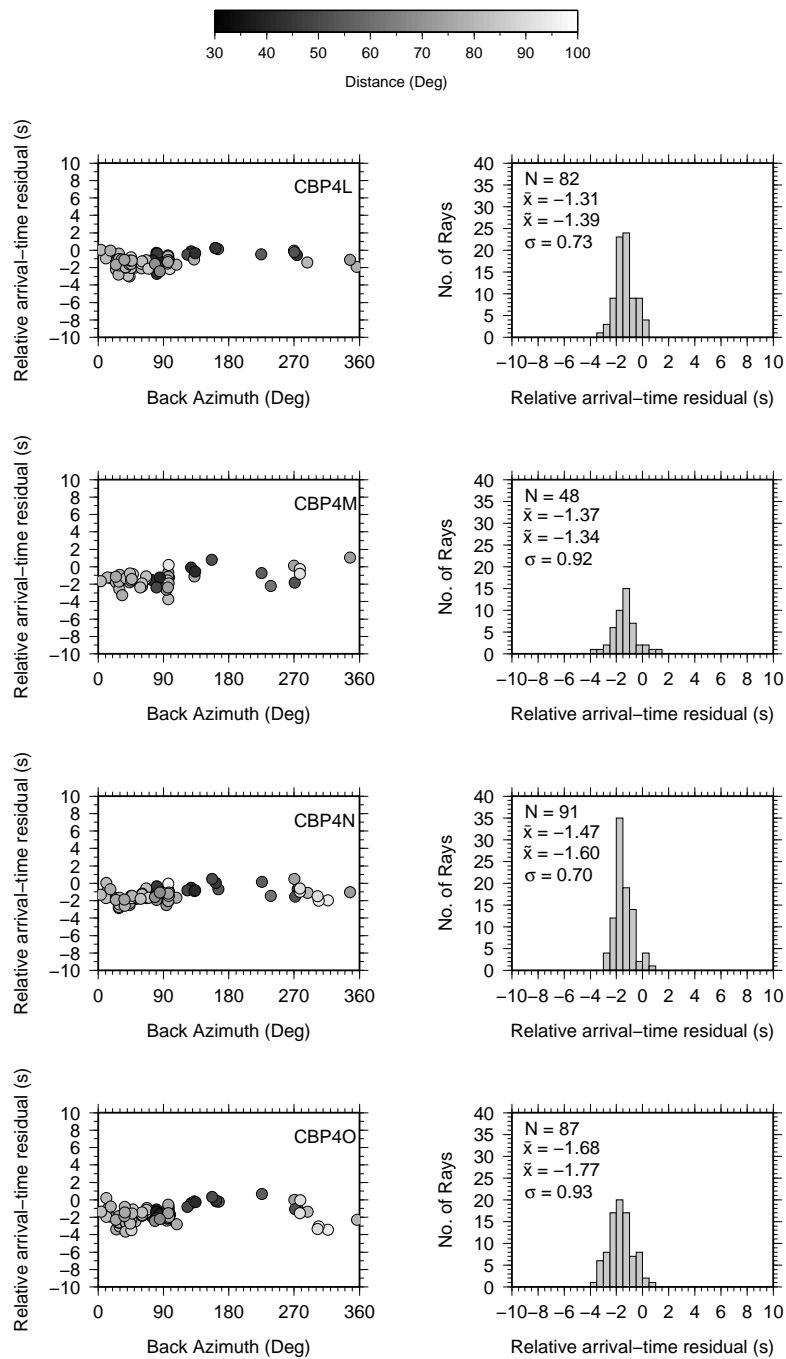 30 40 50 60 70 80 90 100
Distance (Deg)
Relative arrival−time residual (s)
10
8
6
4
2
0
−2
−4
−6
−8
−10
CBP4L
0 90 180 270 360
Back Azimuth (Deg)
No. of Rays
40
35
30
25
20
15
10
5
0
N = 82
x̄ = −1.31
x̃ = −1.39
σ = 0.73
−10 −8 −6 −4 −2 0 2 4 6 8 10
Relative arrival−time residual (s)
Relative arrival−time residual (s)
10
8
6
4
2
0
−2
−4
−6
−8
−10
CBP4M
0 90 180 270 360
Back Azimuth (Deg)
No. of Rays
40
35
30
25
20
15
10
5
0
N = 48
x̄ = −1.37
x̃ = −1.34
σ = 0.92
−10 −8 −6 −4 −2 0 2 4 6 8 10
Relative arrival−time residual (s)
Relative arrival−time residual (s)
10
8
6
4
2
0
−2
−4
−6
−8
−10
CBP4N
0 90 180 270 360
Back Azimuth (Deg)
No. of Rays
40
35
30
25
20
15
10
5
0
N = 91
x̄ = −1.47
x̃ = −1.60
σ = 0.70
−10 −8 −6 −4 −2 0 2 4 6 8 10
Relative arrival−time residual (s)
Relative arrival−time residual (s)
10
8
6
4
2
0
−2
−4
−6
−8
−10
CBP4O
0 90 180 270 360
Back Azimuth (Deg)
No. of Rays
40
35
30
25
20
15
10
5
0
N = 87
x̄ = −1.68
x̃ = −1.77
σ = 0.93
−10 −8 −6 −4 −2 0 2 4 6 8 10
Relative arrival−time residual (s)